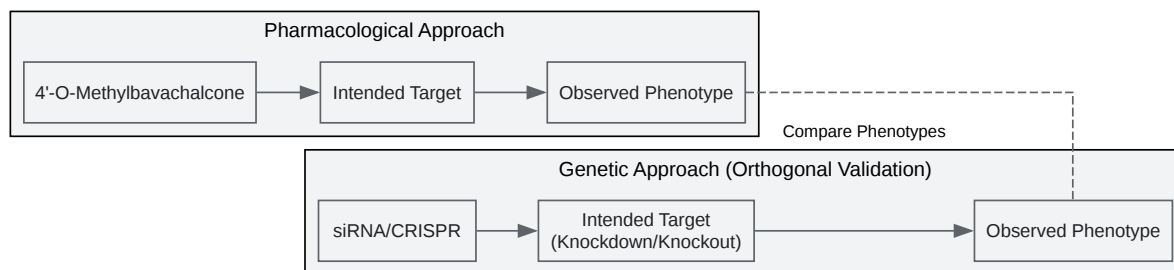 Pharmacological Approach
4'-O-Methylbavachalcone
Intended Target
Observed Phenotype
Compare Phenotypes
Genetic Approach (Orthogonal Validation)
siRNA/CRISPR
Intended Target
(Knockdown/Knockout)
Observed Phenotype